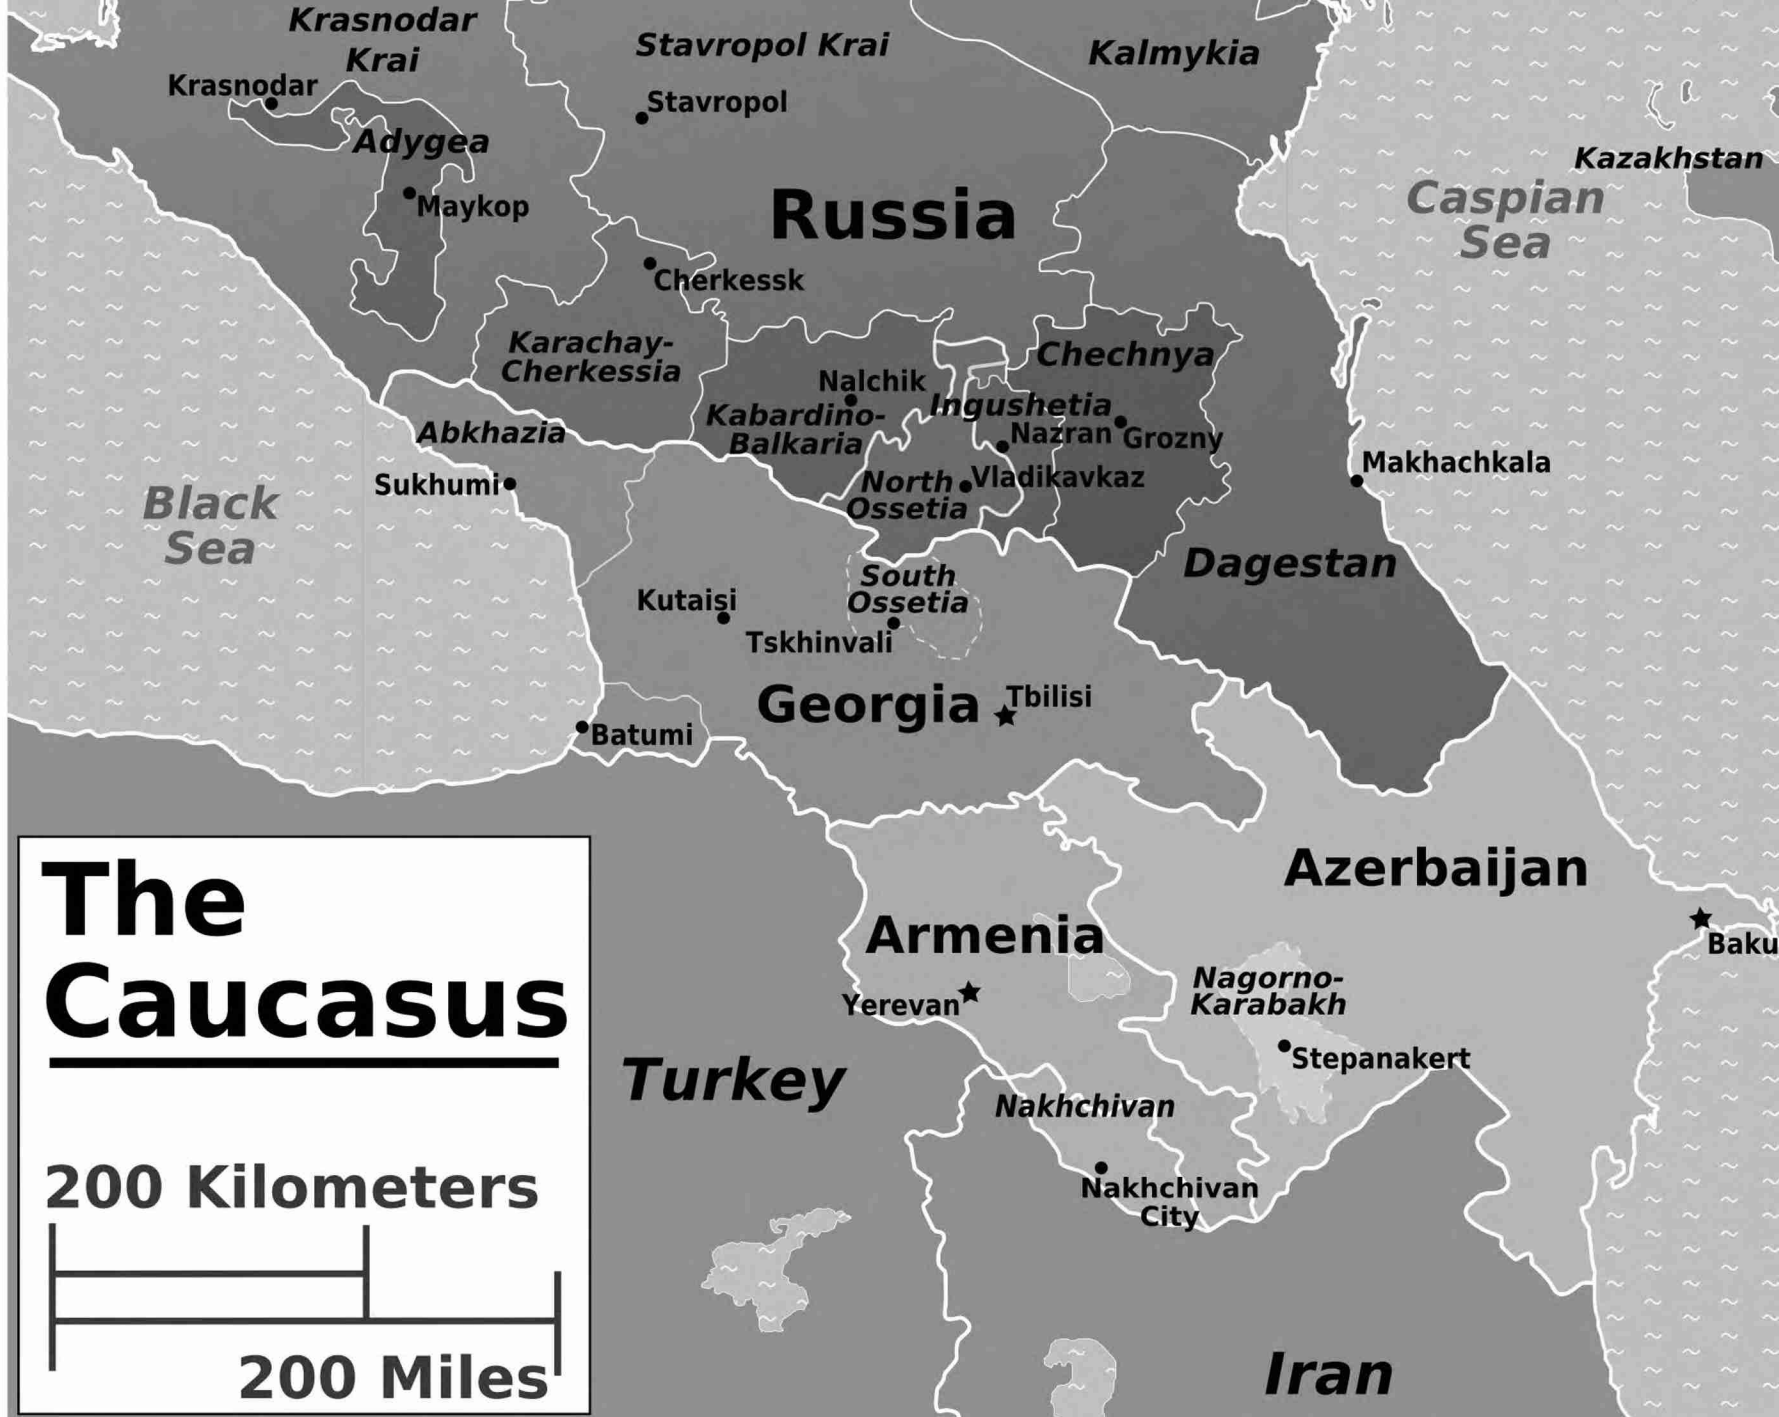 Krasnodar
Krai
Stavropol Krai
Kalmykia
Krasnodar
Stavropol
Adygea
Kazakhstan
Maykop
Russia
Caspian
Sea
Cherkessk
Karachay-
Cherkessia
Chechnya
Nalchik
Kabardino-
Balkaria
Ingushetia
Abkhazia
Nazran
Grozny
Makhachkala
Sukhumi
North
Ossetia
Vladikavkaz
Black
Sea
Dagestan
South
Ossetia
Kutaisi
Tskhinvali
Georgia
Tbilisi
Batumi
Azerbaijan
The
Caucasus
Armenia
Baku
Nagorno-
Karabakh
Yerevan
Stepanakert
Turkey
Nakhchivan
Nakhchivan
City
200 Kilometers
200 Miles
Iran